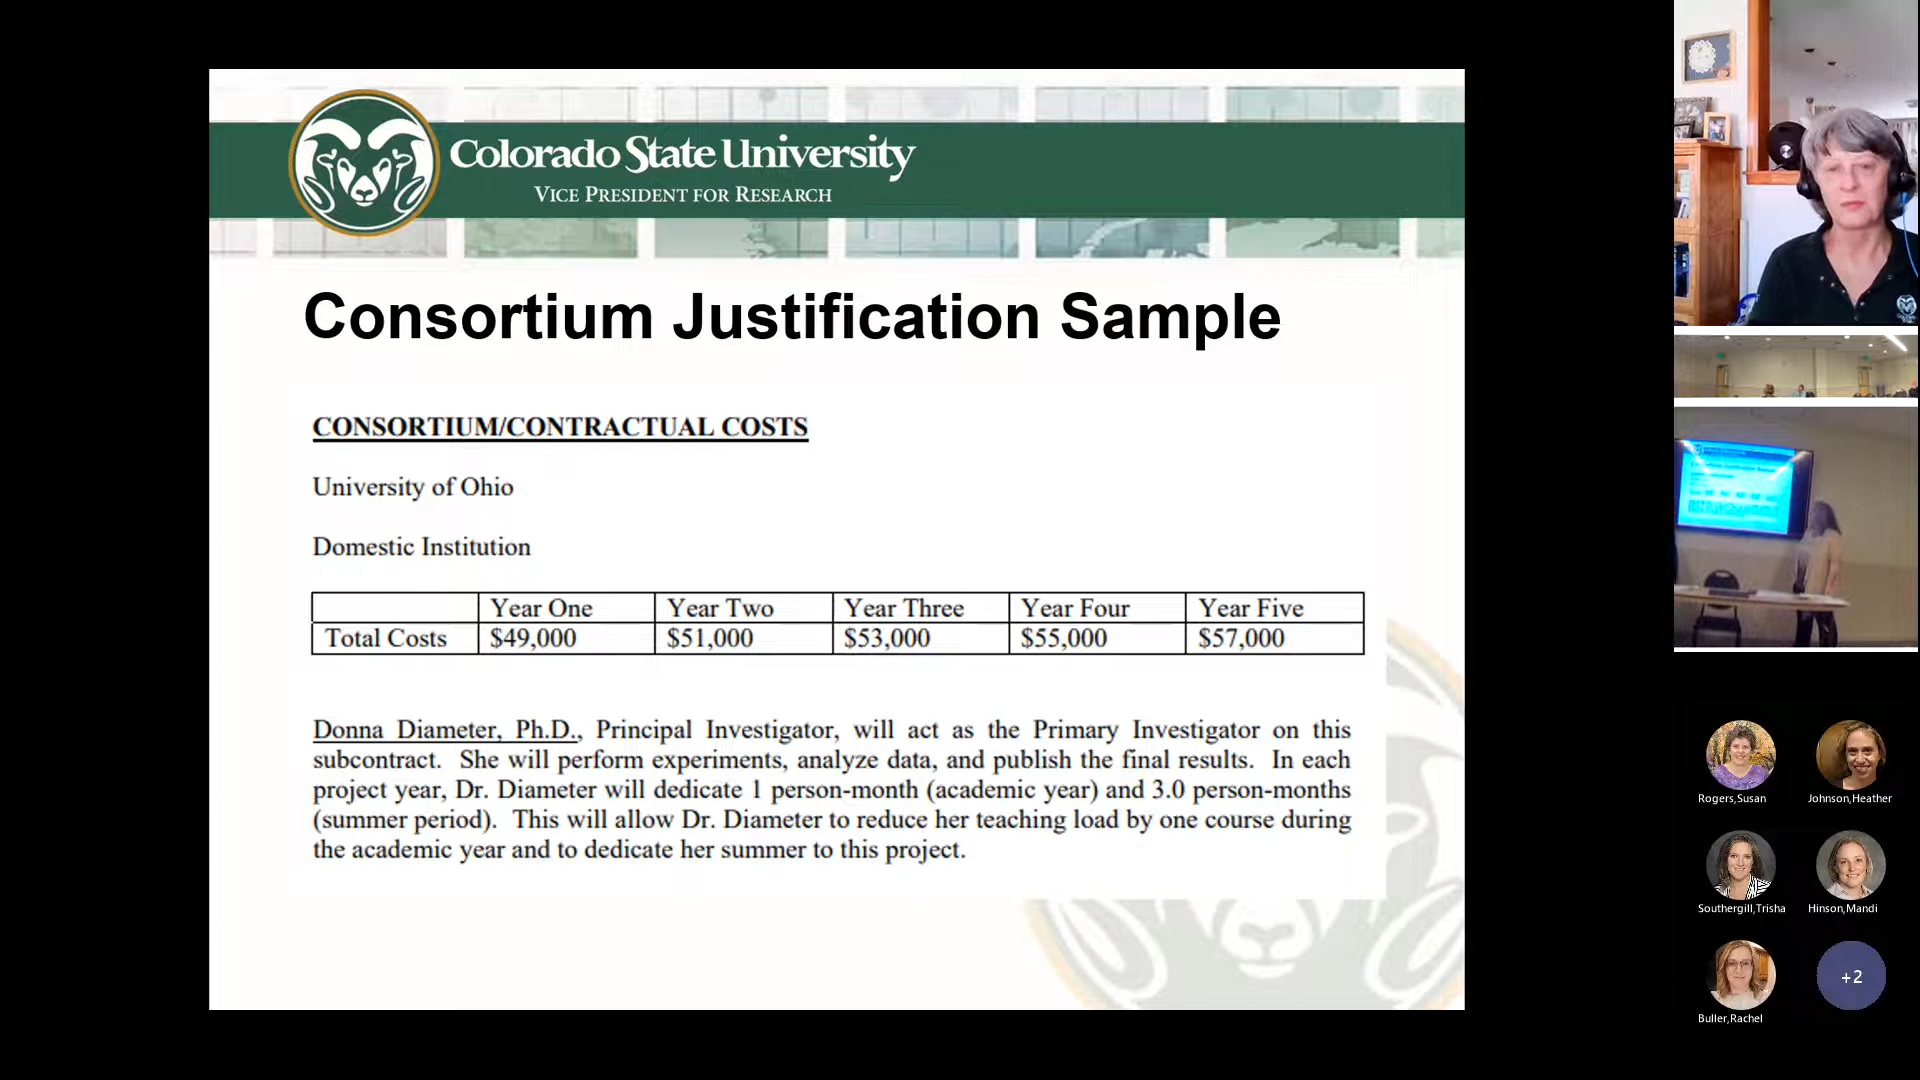 Colorado State University
VICE PRESIDENT FOR RESEARCH
Consortium Justification Sample
CONSORTIUM/CONTRACTUAL COSTS
University of Ohio
Domestic Institution
Year One Year Two Year Three Year Four Year Five
Total Costs $49,000 $51,000 $53,000 $55,000 $57,000
Donna Diameter, Ph.D., Principal Investigator, will act as the Primary Investigator on this
subcontract. She will perform experiments, analyze data, and publish the final results. In each
project year, Dr. Diameter will dedicate 1 person-month (academic year) and 3.0 person-months
(summer period). This will allow Dr. Diameter to reduce her teaching load by one course during
the academic year and to dedicate her summer to this project.
Rogers,Susan
Johnson,Heather
Southergill,Trisha
Hinson,Mandi
Buller,Rachel
+2